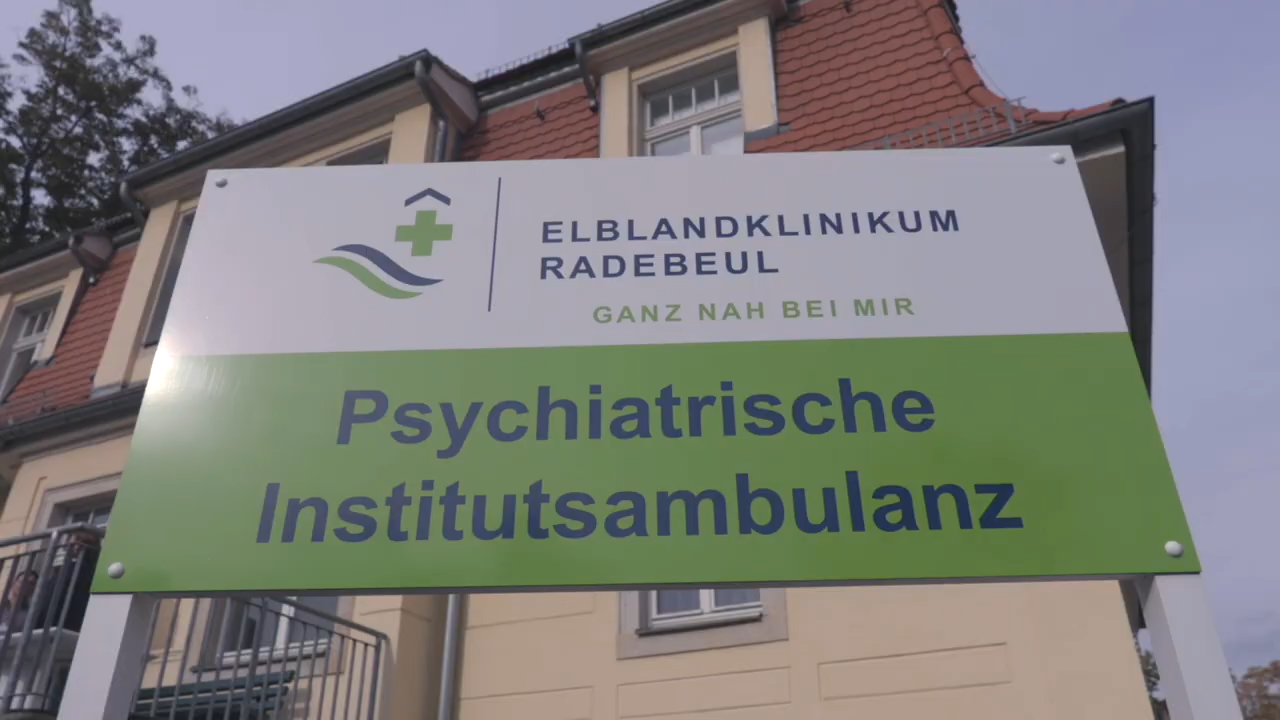 ELBLANDKLINIKUM
RADEBEUL
GANZ NAH BEI MIR
Psychiatrische
Institutsambulanz